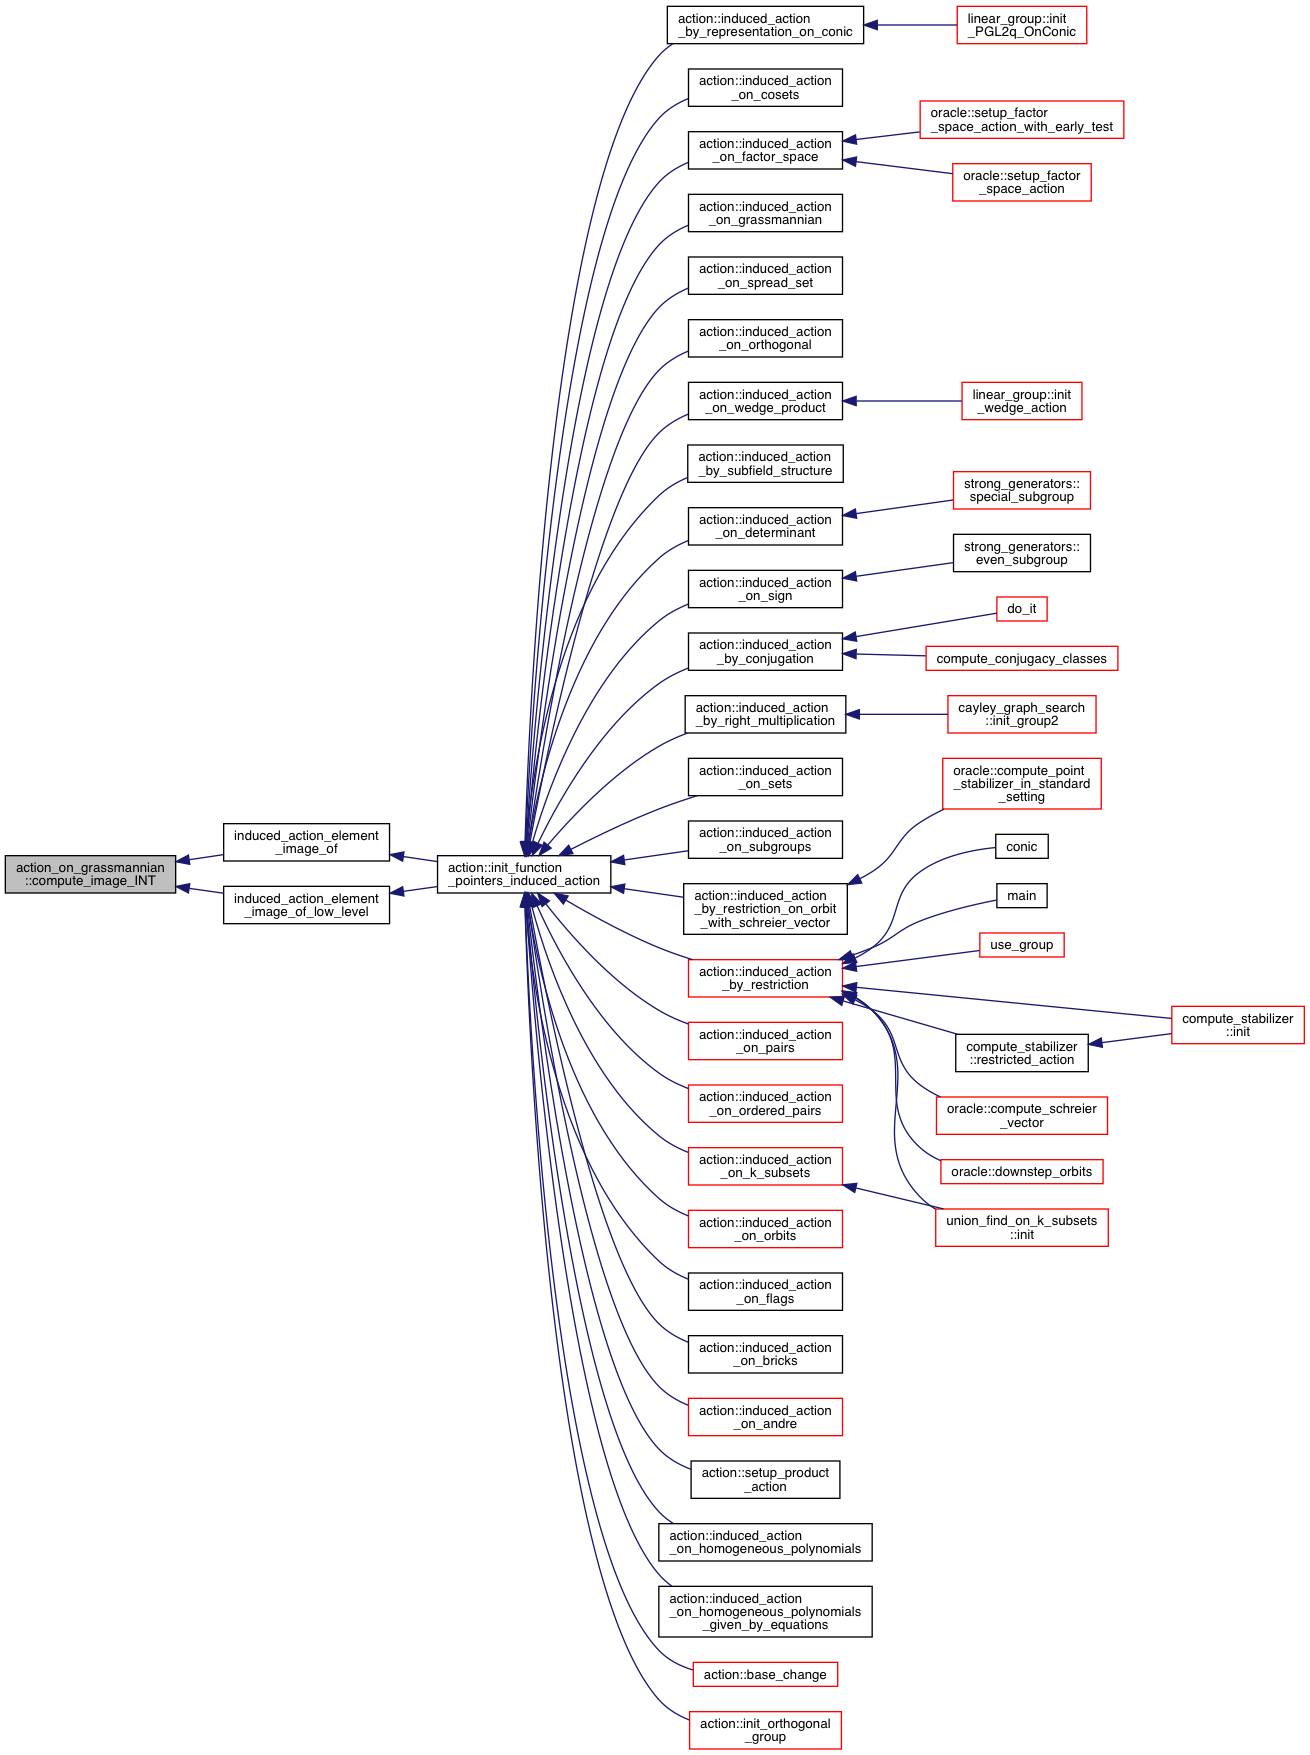 action_on_grassmannian
::compute_image_INT
induced_action_element
_image_of
induced_action_element
_image_of_low_level
action::init_function
_pointers_induced_action
action::induced_action
_by_representation_on_conic
linear_group::init
_PGL2q_OnConic
action::induced_action
_on_cosets
action::induced_action
_on_factor_space
oracle::setup_factor
_space_action_with_early_test
oracle::setup_factor
_space_action
action::induced_action
_on_grassmannian
action::induced_action
_on_spread_set
action::induced_action
_on_orthogonal
action::induced_action
_on_wedge_product
linear_group::init
_wedge_action
action::induced_action
_by_subfield_structure
action::induced_action
_on_determinant
strong_generators::
special_subgroup
action::induced_action
_on_sign
strong_generators::
even_subgroup
action::induced_action
_by_conjugation
do_it
compute_conjugacy_classes
action::induced_action
_by_right_multiplication
cayley_graph_search
::init_group2
action::induced_action
_on_sets
action::induced_action
_on_subgroups
action::induced_action
_by_restriction_on_orbit
_with_schreier_vector
oracle::compute_point
_stabilizer_in_standard
_setting
action::induced_action
_by_restriction
conic
main
use_group
compute_stabilizer
::restricted_action
compute_stabilizer
::init
oracle::compute_schreier
_vector
oracle::downstep_orbits
union_find_on_k_subsets
::init
action::induced_action
_on_pairs
action::induced_action
_on_ordered_pairs
action::induced_action
_on_k_subsets
action::induced_action
_on_orbits
action::induced_action
_on_flags
action::induced_action
_on_bricks
action::induced_action
_on_andre
action::setup_product
_action
action::induced_action
_on_homogeneous_polynomials
action::induced_action
_on_homogeneous_polynomials
_given_by_equations
action::base_change
action::init_orthogonal
_group